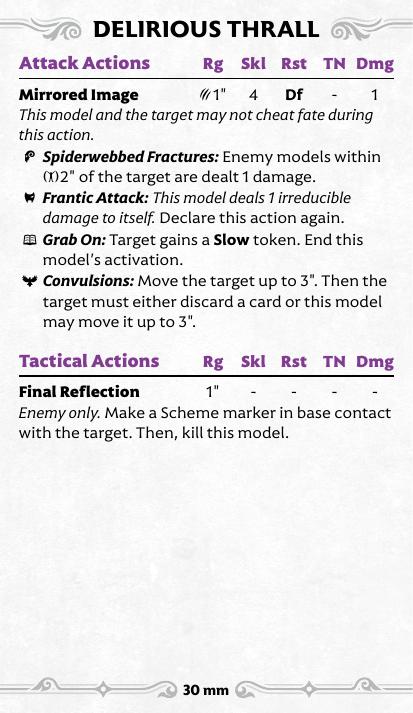 DELIRIOUS THRALL
Attack Actions Rg Skl Rst TN Dmg
Mirrored Image 1" 4 Df - 1
This model and the target may not cheat fate during
this action.
Spiderwebbed Fractures: Enemy models within
2" of the target are dealt 1 damage.
Frantic Attack: This model deals 1 irreducible
damage to itself. Declare this action again.
Grab On: Target gains a Slow token. End this
model's activation.
Convulsions: Move the target up to 3". Then the
target must either discard a card or this model
may move it up to 3".
Tactical Actions Rg Skl Rst TN Dmg
Final Reflection 1" - - - -
Enemy only. Make a Scheme marker in base contact
with the target. Then, kill this model.
30 mm